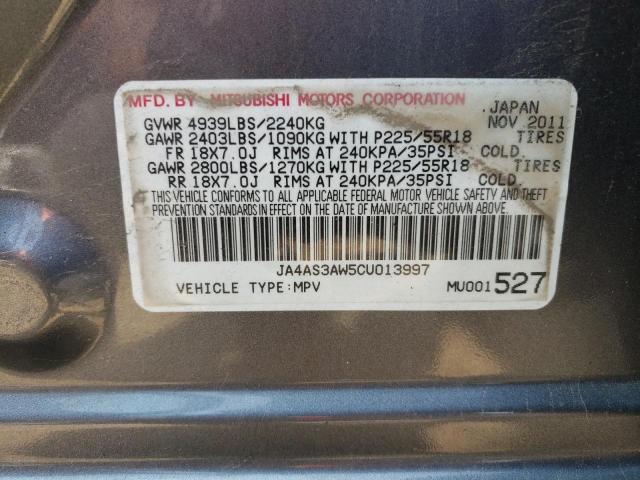 MFD. BY MITSUBISHI MOTORS CORPORATION, JAPAN
GVWR 4939LBS/2240KG NOV. 2011
GAWR 2403LBS/1090KG WITH P225/55R18 TIRES
FR 18X7.0J RIMS AT 240KPA/35PSI COLD.
GAWR 2800LBS/1270KG WITH P225/55R18 TIRES
RR 18X7.0J RIMS AT 240KPA/35PSI COLD.
THIS VEHICLE CONFORMS TO ALL APPLICABLE FEDERAL MOTOR VEHICLE SAFETY AND THEFT
PREVENTION STANDARDS IN EFFECT ON THE DATE OF MANUFACTURE SHOWN ABOVE.
JA4AS3AW5CU013997
VEHICLE TYPE:MPV MU001527